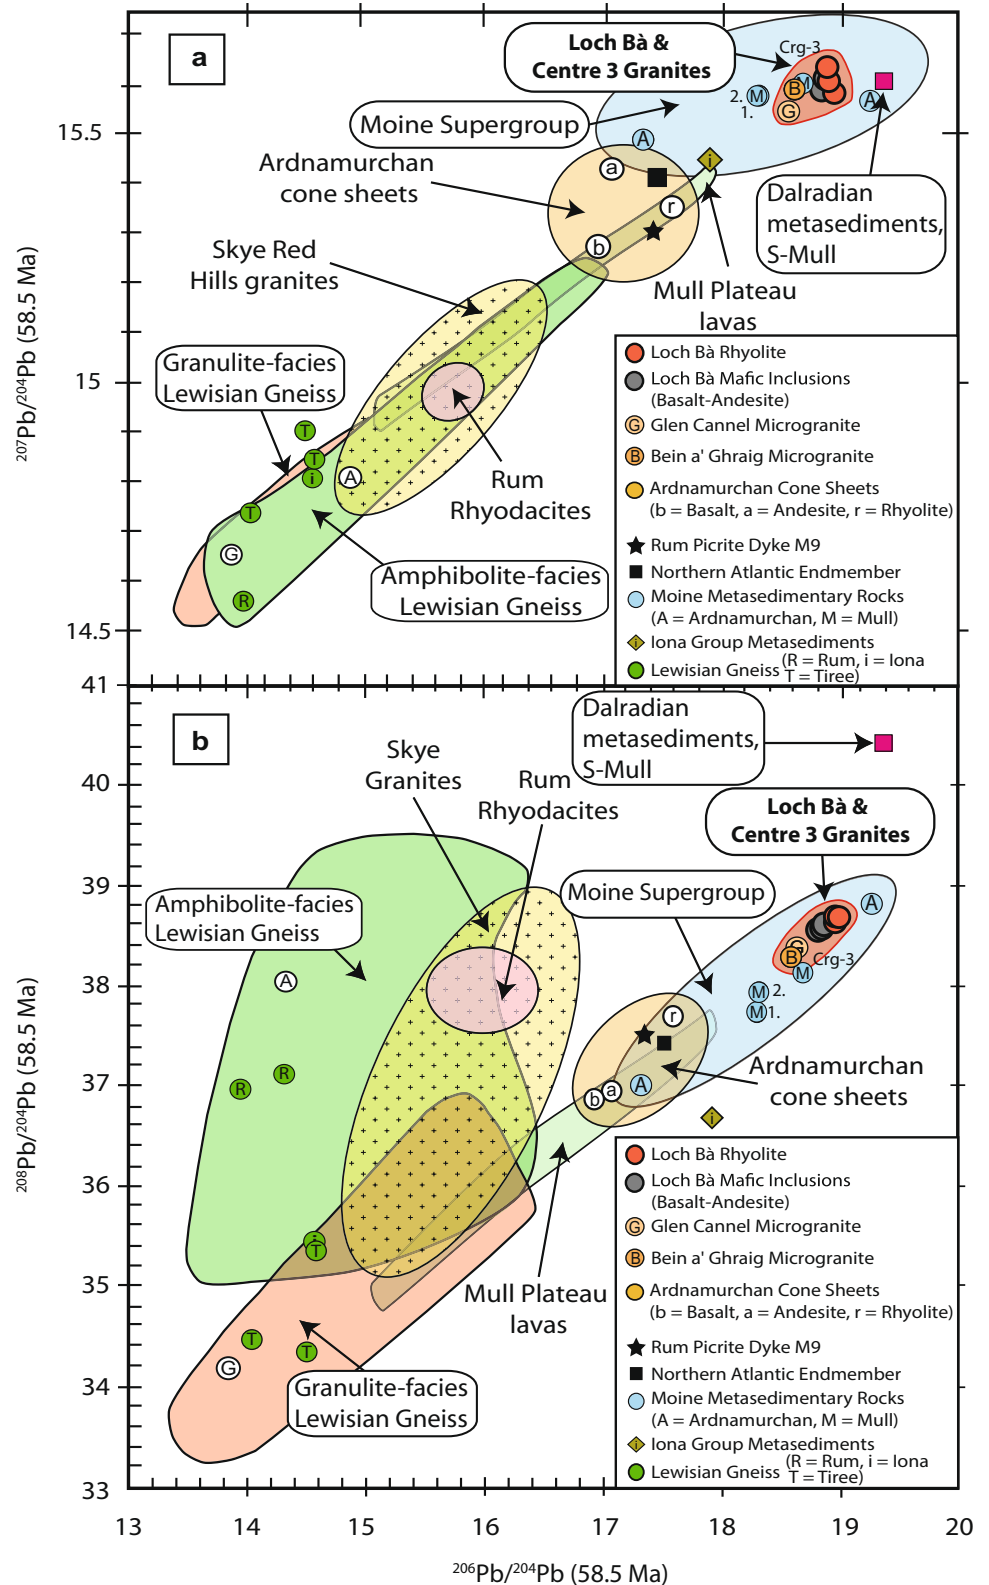 a
Loch Bà &
Centre 3 Granites
Crg-3
M
B
G
2. M
1.
A
Moine Supergroup
A
15.5
Ardnamurchan
cone sheets
a
i
r
b
Dalradian
metasediments,
S-Mull
Skye Red
Hills granites
Mull Plateau
lavas
Granulite-facies
Lewisian Gneiss
15
T
T
i
A
T
G
R
Rum
Rhyodacites
Amphibolite-facies
Lewisian Gneiss
14.5
207Pb/204Pb (58.5 Ma)
Loch Bà Rhyolite
Loch Bà Mafic Inclusions
(Basalt-Andesite)
G Glen Cannel Microgranite
B Bein a' Ghraig Microgranite
Ardnamurchan Cone Sheets
(b = Basalt, a = Andesite, r = Rhyolite)
Rum Picrite Dyke M9
Northern Atlantic Endmember
Moine Metasedimentary Rocks
(A = Ardnamurchan, M = Mull)
i Iona Group Metasediments
Lewisian Gneiss (R = Rum, i = Iona
T = Tiree)
41
b
Dalradian
metasediments,
S-Mull
Skye
Granites
Rum
Rhyodacites
40
Loch Bà &
Centre 3 Granites
39
Amphibolite-facies
Lewisian Gneiss
Moine Supergroup
A
G
B
Crg-3
M
M 2.
M 1.
38
A
r
R
R
37
b
a
A
i
Ardnamurchan
cone sheets
36
i
T
35
Mull Plateau
lavas
T
T
G
34
Granulite-facies
Lewisian Gneiss
33
208Pb/204Pb (58.5 Ma)
Loch Bà Rhyolite
Loch Bà Mafic Inclusions
(Basalt-Andesite)
G Glen Cannel Microgranite
B Bein a' Ghraig Microgranite
Ardnamurchan Cone Sheets
(b = Basalt, a = Andesite, r = Rhyolite)
Rum Picrite Dyke M9
Northern Atlantic Endmember
Moine Metasedimentary Rocks
(A = Ardnamurchan, M = Mull)
i Iona Group Metasediments
Lewisian Gneiss (R = Rum, i = Iona
T = Tiree)
13 14 15 16 17 18 19 20
206Pb/204Pb (58.5 Ma)